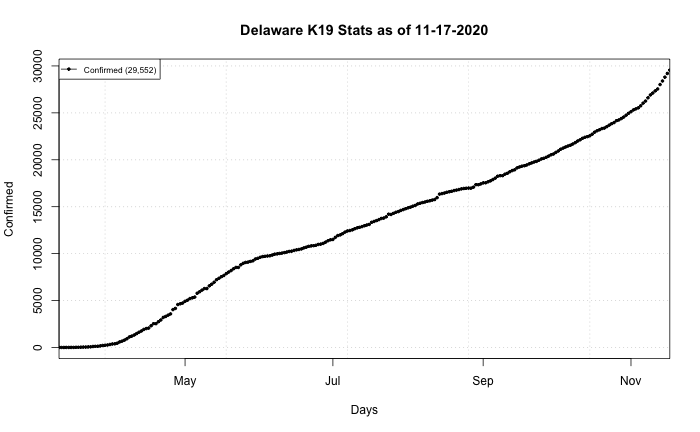 Delaware K19 Stats as of 11-17-2020
Confirmed (29,552)
30000
25000
20000
15000
10000
5000
0
Confirmed
May Jul Sep Nov
Days